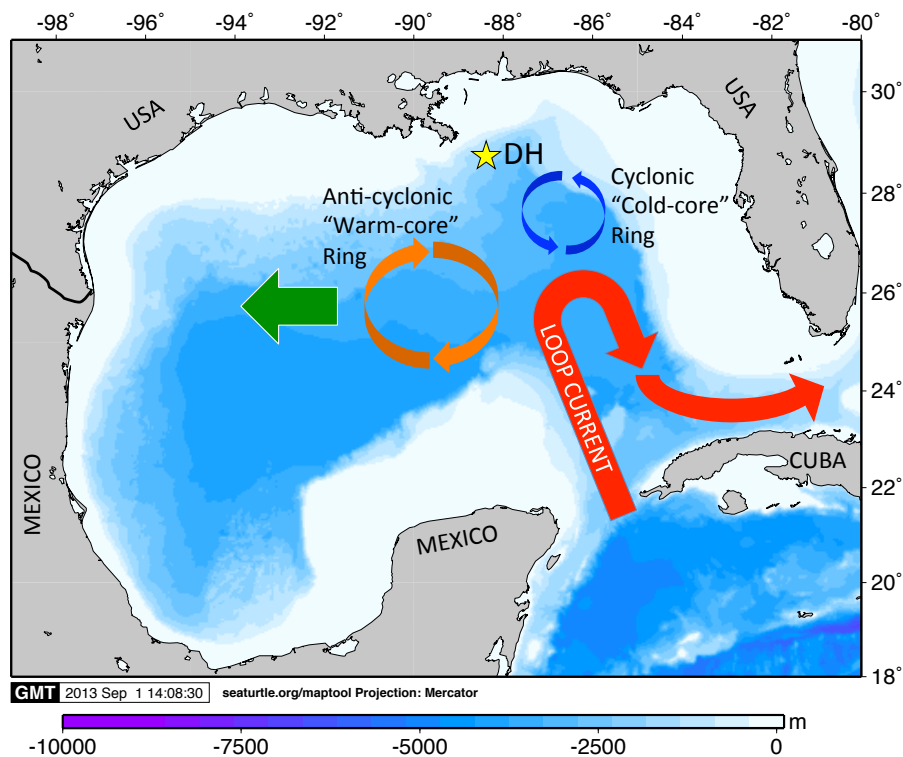 -98° -96° -94° -92° -90° -88° -86° -84° -82° -80°
USA
USA
30°
DH
28°
Anti-cyclonic
“Warm-core”
Ring
Cyclonic
“Cold-core”
Ring
26°
LOOP CURRENT
24°
MEXICO
CUBA
22°
MEXICO
20°
18°
GMT 2013 Sep 1 14:08:30 seaturtle.org/maptool Projection: Mercator
m
-10000 -7500 -5000 -2500 0